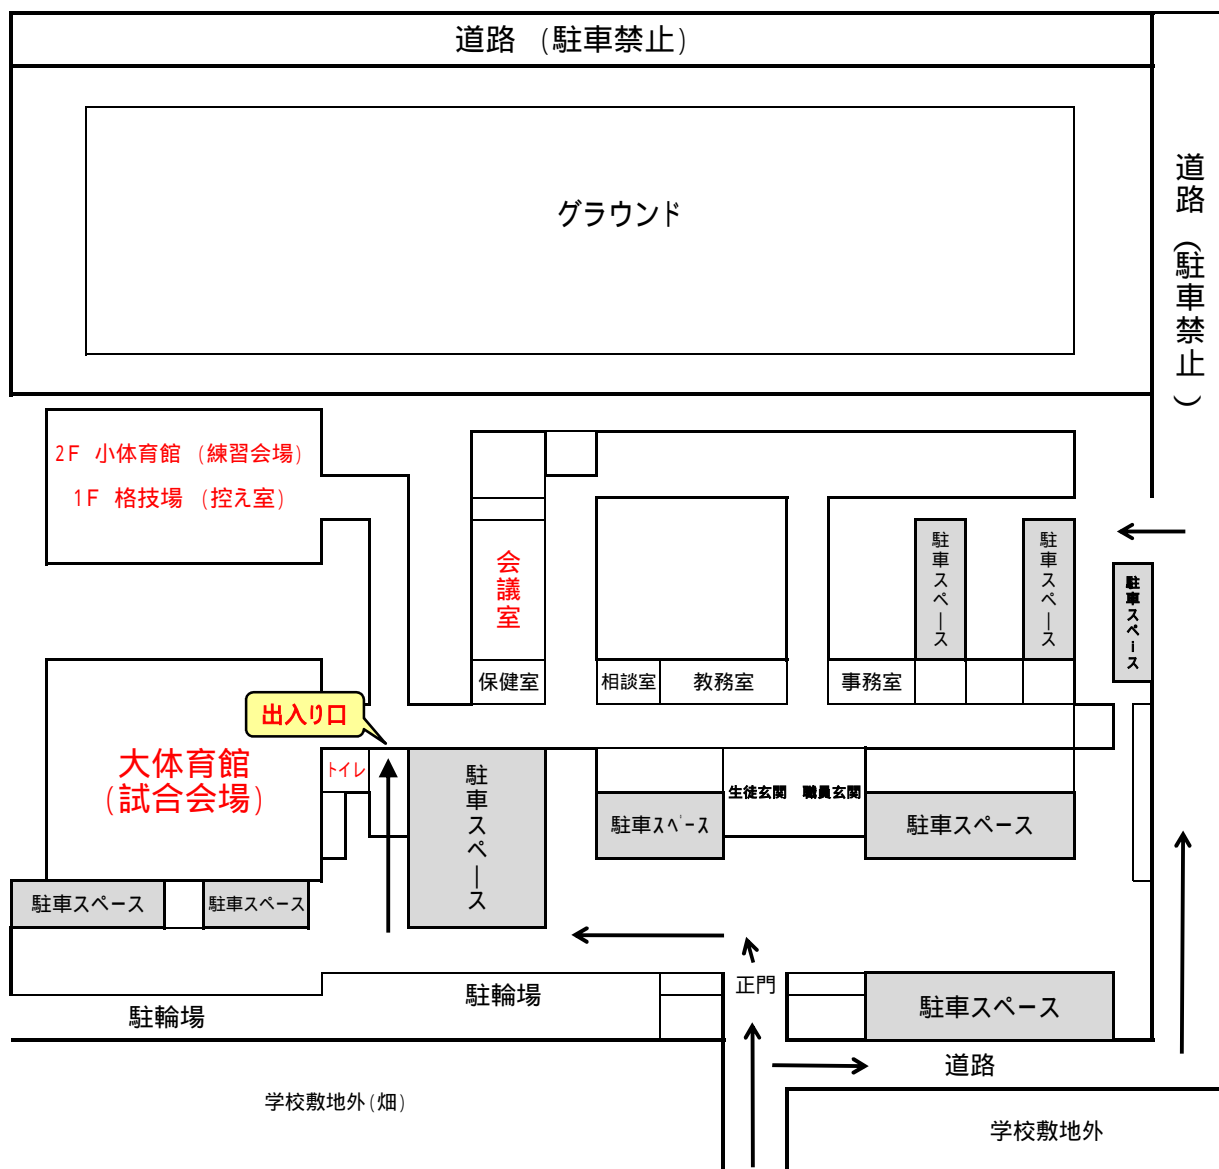 道路 (駐車禁止)
道路(駐車禁止)
グラウンド
2F 小体育館 (練習会場)
1F 格技場 (控え室)
会議室
駐車スペース
駐車スペース
駐車スペース
保健室
相談室
教務室
事務室
出入り口
大体育館
(試合会場)
トイレ
駐車スペース
生徒玄関
職員玄関
駐車スペース
駐車スペース
駐車スペース
駐車スペース
正門
駐輪場
駐輪場
駐車スペース
道路
学校敷地外(畑)
学校敷地外